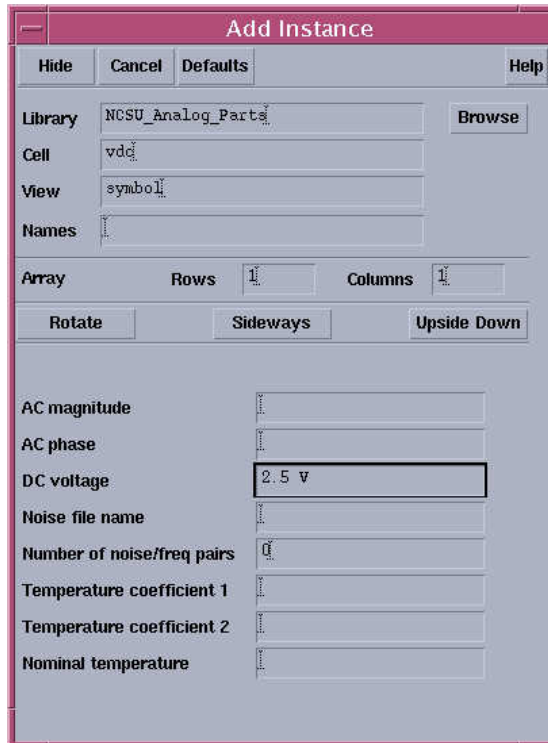 Add Instance
Hide Cancel Defaults Help
Library NCSU_Analog_Parts Browse
Cell vdc
View symbol
Names
Array Rows 1 Columns 1
Rotate Sideways Upside Down
AC magnitude
AC phase
DC voltage 2.5 V
Noise file name
Number of noise/freq pairs 0
Temperature coefficient 1
Temperature coefficient 2
Nominal temperature